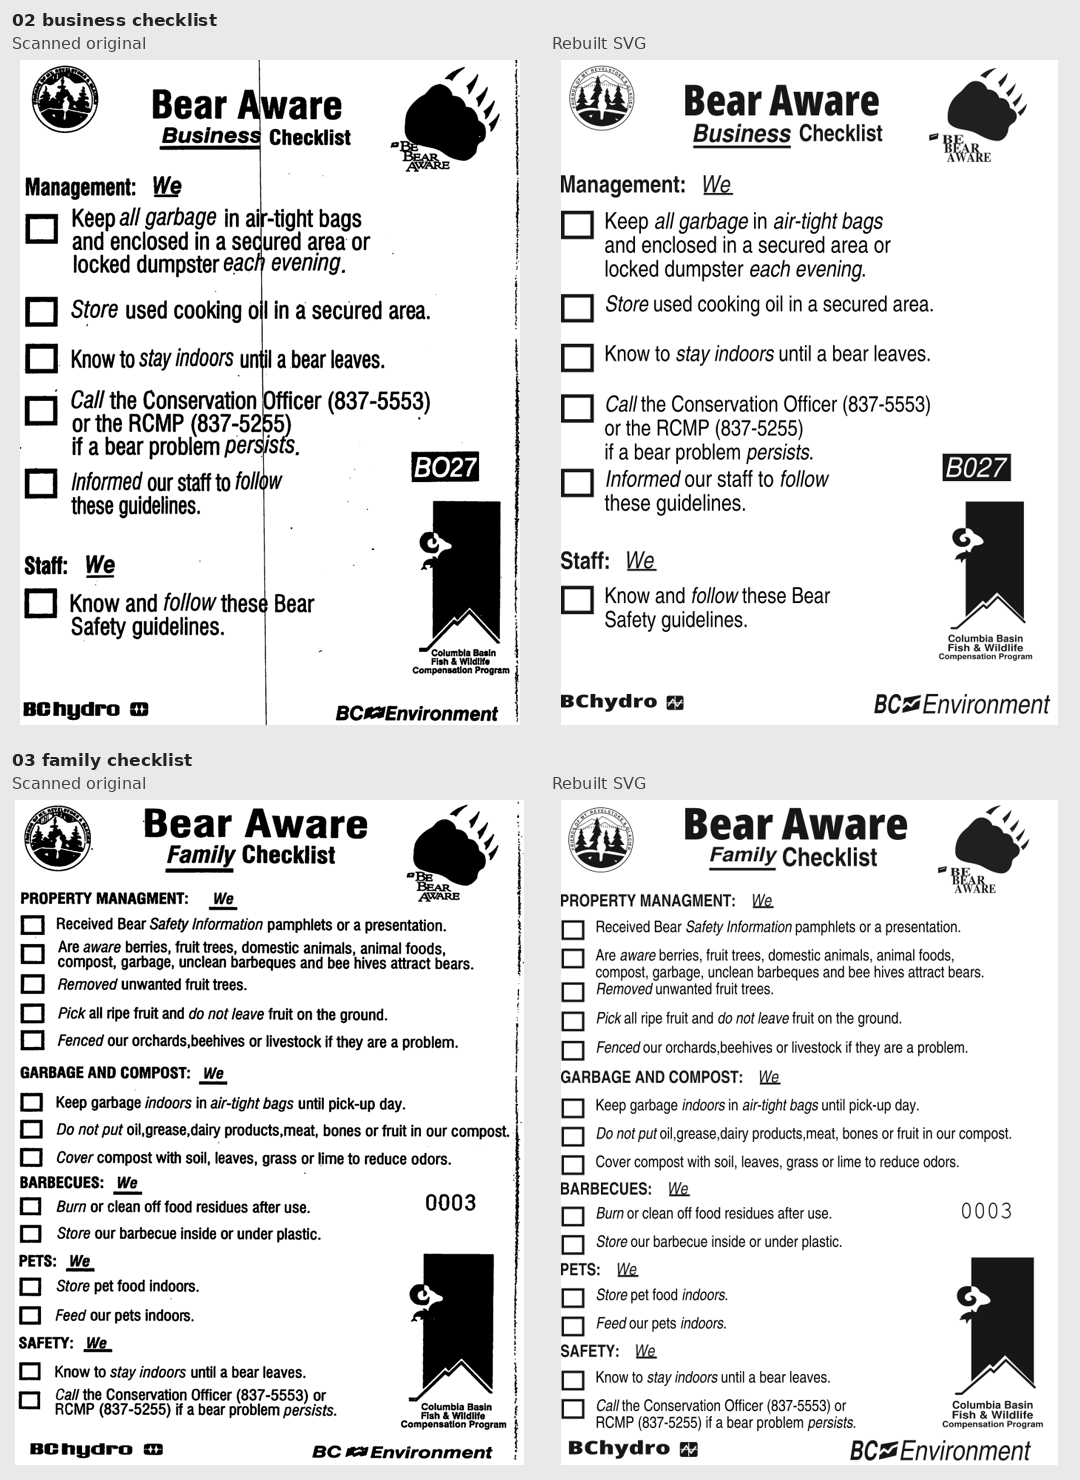 02 business checklist
Scanned original
Rebuilt SVG
Bear Aware
Business Checklist
BE
BEAR
AWARE
Management: We
Keep all garbage in air-tight bags
and enclosed in a secured area or
locked dumpster each evening.
Store used cooking oil in a secured area.
Know to stay indoors until a bear leaves.
Call the Conservation Officer (837-5553)
or the RCMP (837-5255)
if a bear problem persists.
BO27
Informed our staff to follow
these guidelines.
Staff: We
Know and follow these Bear
Safety guidelines.
Columbia Basin
Fish & Wildlife
Compensation Program
BC hydro
BC Environment
FRIENDS OF MT. REVELSTOKE & GLACIER
Bear Aware
Business Checklist
BE
BEAR
AWARE
Management: We
Keep all garbage in air-tight bags
and enclosed in a secured area or
locked dumpster each evening.
Store used cooking oil in a secured area.
Know to stay indoors until a bear leaves.
Call the Conservation Officer (837-5553)
or the RCMP (837-5255)
if a bear problem persists.
B027
Informed our staff to follow
these guidelines.
Staff: We
Know and follow these Bear
Safety guidelines.
Columbia Basin
Fish & Wildlife
Compensation Program
BChydro
BC Environment
03 family checklist
Scanned original
Rebuilt SVG
Bear Aware
Family Checklist
BE
BEAR
AWARE
PROPERTY MANAGMENT: We
Received Bear Safety Information pamphlets or a presentation.
Are aware berries, fruit trees, domestic animals, animal foods,
compost, garbage, unclean barbeques and bee hives attract bears.
Removed unwanted fruit trees.
Pick all ripe fruit and do not leave fruit on the ground.
Fenced our orchards,beehives or livestock if they are a problem.
GARBAGE AND COMPOST: We
Keep garbage indoors in air-tight bags until pick-up day.
Do not put oil,grease,dairy products,meat, bones or fruit in our compost.
Cover compost with soil, leaves, grass or lime to reduce odors.
BARBECUES: We
Burn or clean off food residues after use.
0003
Store our barbecue inside or under plastic.
PETS: We
Store pet food indoors.
Feed our pets indoors.
SAFETY: We
Know to stay indoors until a bear leaves.
Call the Conservation Officer (837-5553) or
RCMP (837-5255) if a bear problem persists.
Columbia Basin
Fish & Wildlife
Compensation Program
BC hydro
BC Environment
FRIENDS OF MT. REVELSTOKE & GLACIER
Bear Aware
Family Checklist
BE
BEAR
AWARE
PROPERTY MANAGMENT: We
Received Bear Safety Information pamphlets or a presentation.
Are aware berries, fruit trees, domestic animals, animal foods,
compost, garbage, unclean barbeques and bee hives attract bears.
Removed unwanted fruit trees.
Pick all ripe fruit and do not leave fruit on the ground.
Fenced our orchards,beehives or livestock if they are a problem.
GARBAGE AND COMPOST: We
Keep garbage indoors in air-tight bags until pick-up day.
Do not put oil,grease,dairy products,meat, bones or fruit in our compost.
Cover compost with soil, leaves, grass or lime to reduce odors.
BARBECUES: We
Burn or clean off food residues after use.
0003
Store our barbecue inside or under plastic.
PETS: We
Store pet food indoors.
Feed our pets indoors.
SAFETY: We
Know to stay indoors until a bear leaves.
Call the Conservation Officer (837-5553) or
RCMP (837-5255) if a bear problem persists.
Columbia Basin
Fish & Wildlife
Compensation Program
BChydro
BC Environment